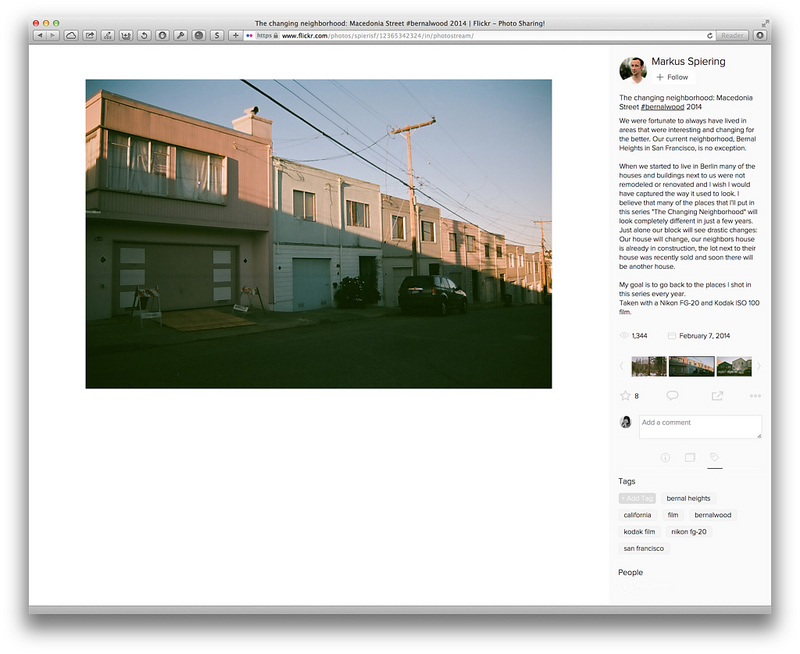 The changing neighborhood: Macedonia Street #bernalwood 2014 | Flickr – Photo Sharing!
https www.flickr.com/photos/spierisf/12365342324/in/photostream/
Reader
Markus Spiering
+ Follow
The changing neighborhood: Macedonia
Street #bernalwood 2014
We were fortunate to always have lived in
areas that were interesting and changing for
the better. Our current neighborhood, Bernal
Heights in San Francisco, is no exception.
When we started to live in Berlin many of the
houses and buildings next to us were not
remodeled or renovated and I wish I would
have captured the way it used to look. I
believe that many of the places that I'll put in
this series "The Changing Neighborhood" will
look completely different in just a few years.
Just alone our block will see drastic changes:
Our house will change, our neighbors house
is already in construction, the lot next to their
house was recently sold and soon there will
be another house.
My goal is to go back to the places I shot in
this series every year.
Taken with a Nikon FG-20 and Kodak ISO 100
film.
1,344 February 7, 2014
8
Add a comment
Tags
+ Add Tag bernal heights
california film bernalwood
kodak film nikon fg-20
san francisco
People